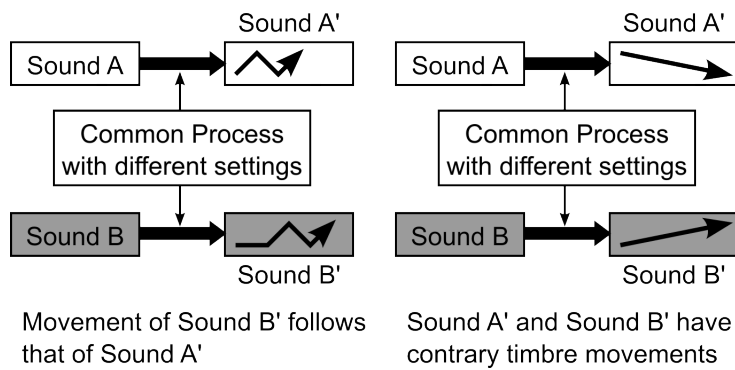 Sound A'
Sound A
Common Process
with different settings
Sound B
Sound B'
Movement of Sound B' follows
that of Sound A'
Sound A'
Sound A
Common Process
with different settings
Sound B
Sound B'
Sound A' and Sound B' have
contrary timbre movements